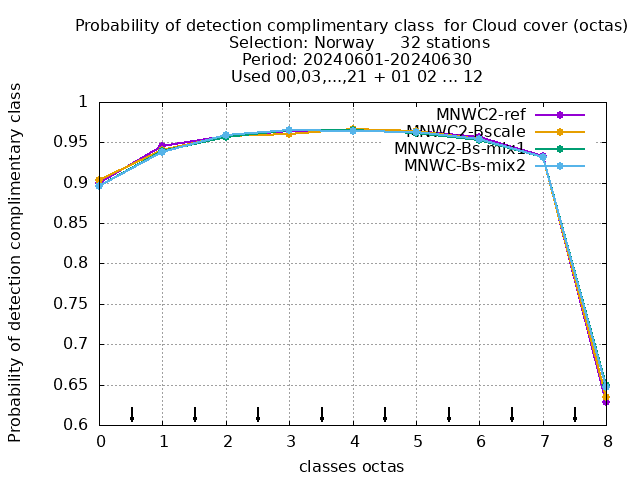 Probability of detection complimentary class  for Cloud cover (octas)
Selection: Norway     32 stations
Period: 20240601-20240630
Used 00,03,...,21 + 01 02 ... 12
Probability of detection complimentary class
1
0.95
0.9
0.85
0.8
0.75
0.7
0.65
0.6
MNWC2-ref
MNWC2-Bscale
MNWC2-Bs-mix1
MNWC-Bs-mix2
0 1 2 3 4 5 6 7 8
classes octas